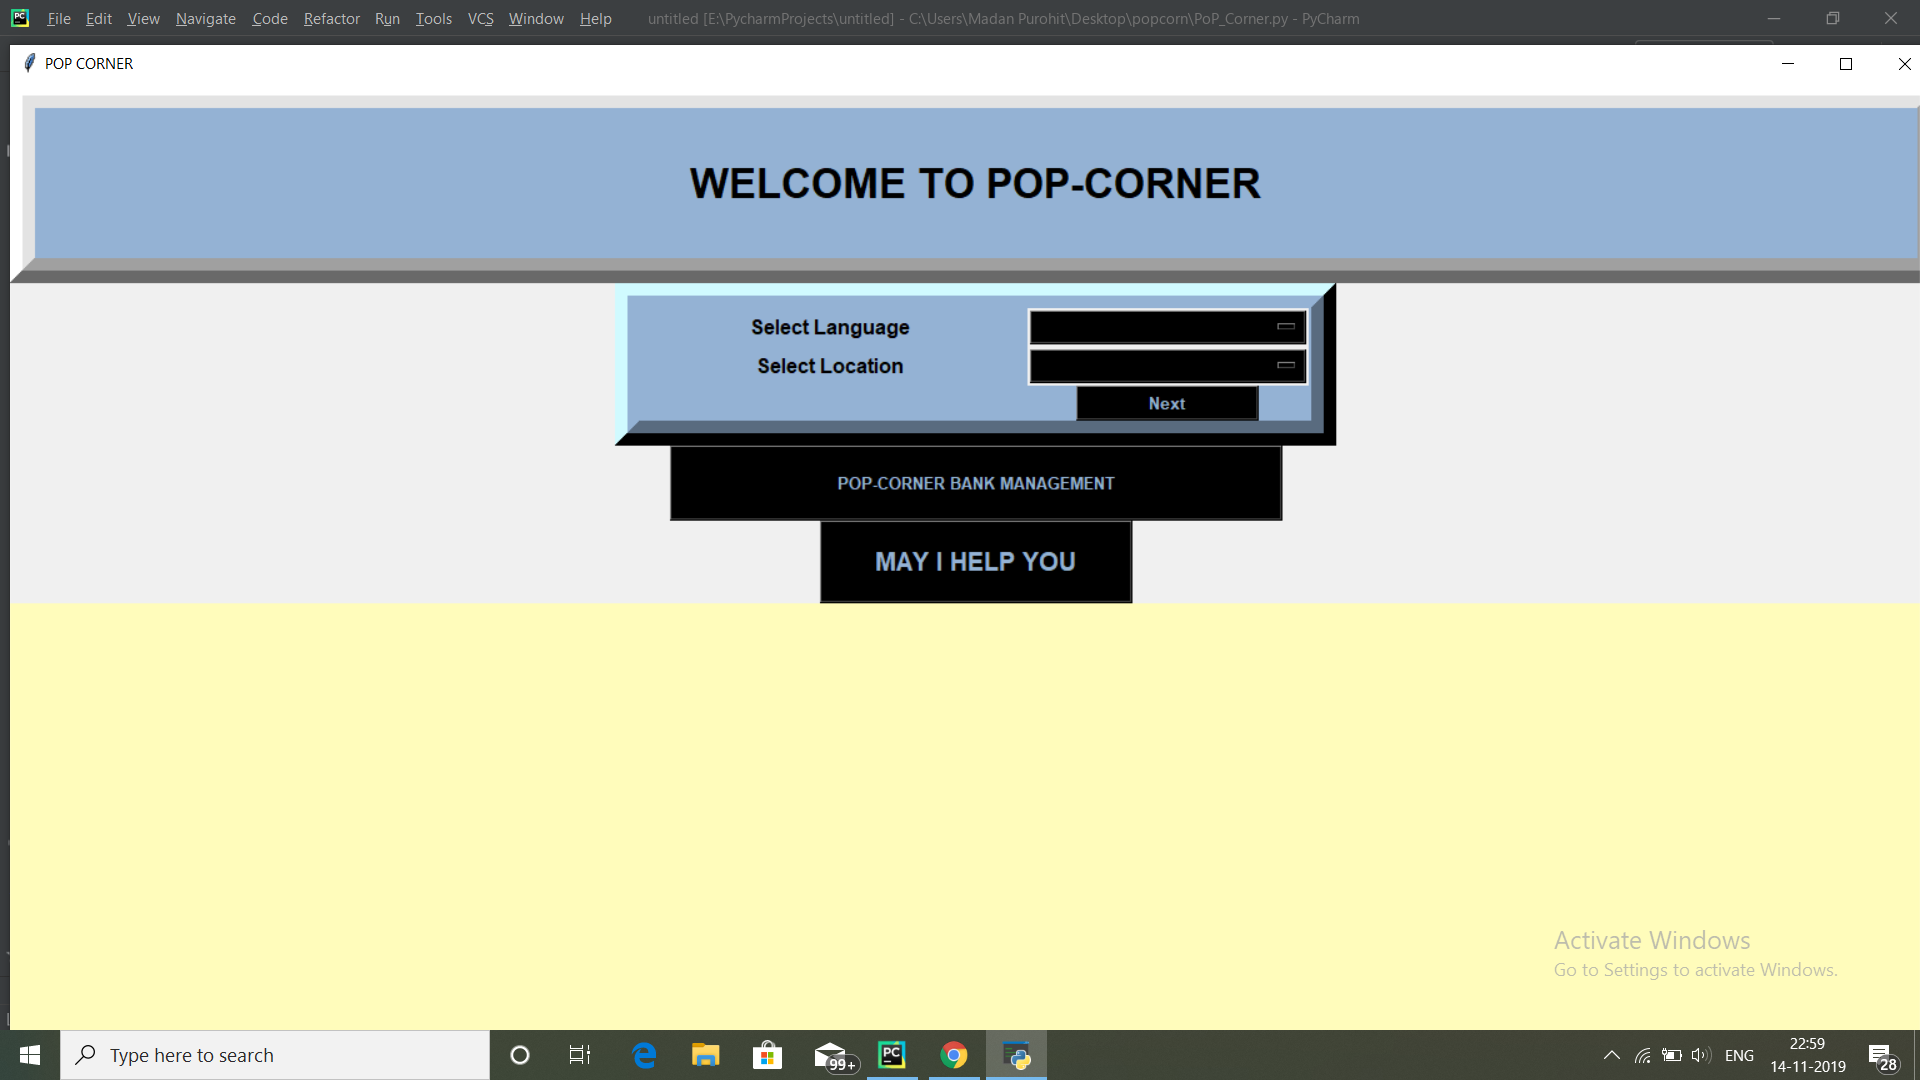 PC File Edit View Navigate Code Refactor Run Tools VCS Window Help untitled [E:\PycharmProjects\untitled] - C:\Users\Madan Purohit\Desktop\popcorn\PoP_Corner.py - PyCharm
POP CORNER
WELCOME TO POP-CORNER
Select Language
Select Location
Next
POP-CORNER BANK MANAGEMENT
MAY I HELP YOU
Activate Windows
Go to Settings to activate Windows.
Type here to search 99+ PC ENG 22:59 28
14-11-2019